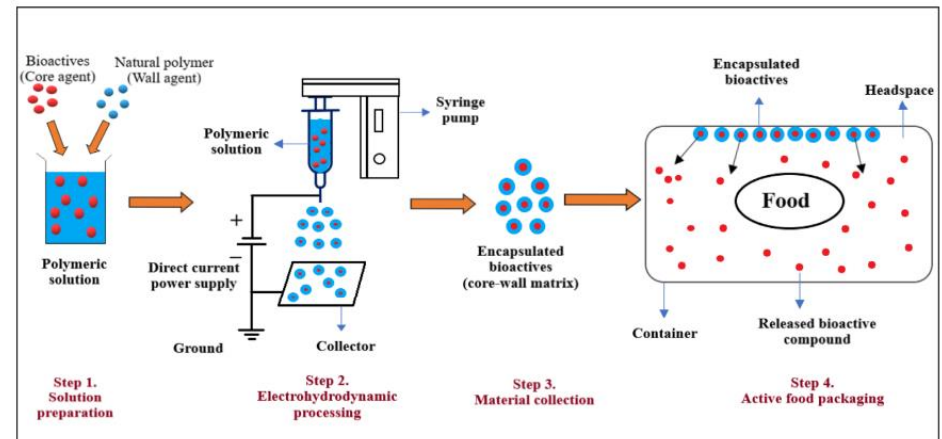 Bioactives
(Core agent)
Natural polymer
(Wall agent)
Polymeric
solution
Step 1.
Solution
preparation
Polymeric
solution
Syringe
pump
+
−
Direct current
power supply
Ground
Collector
Step 2.
Electrohydrodynamic
processing
Encapsulated
bioactives
(core-wall matrix)
Step 3.
Material collection
Encapsulated
bioactives
Headspace
Food
Container
Released bioactive
compound
Step 4.
Active food packaging